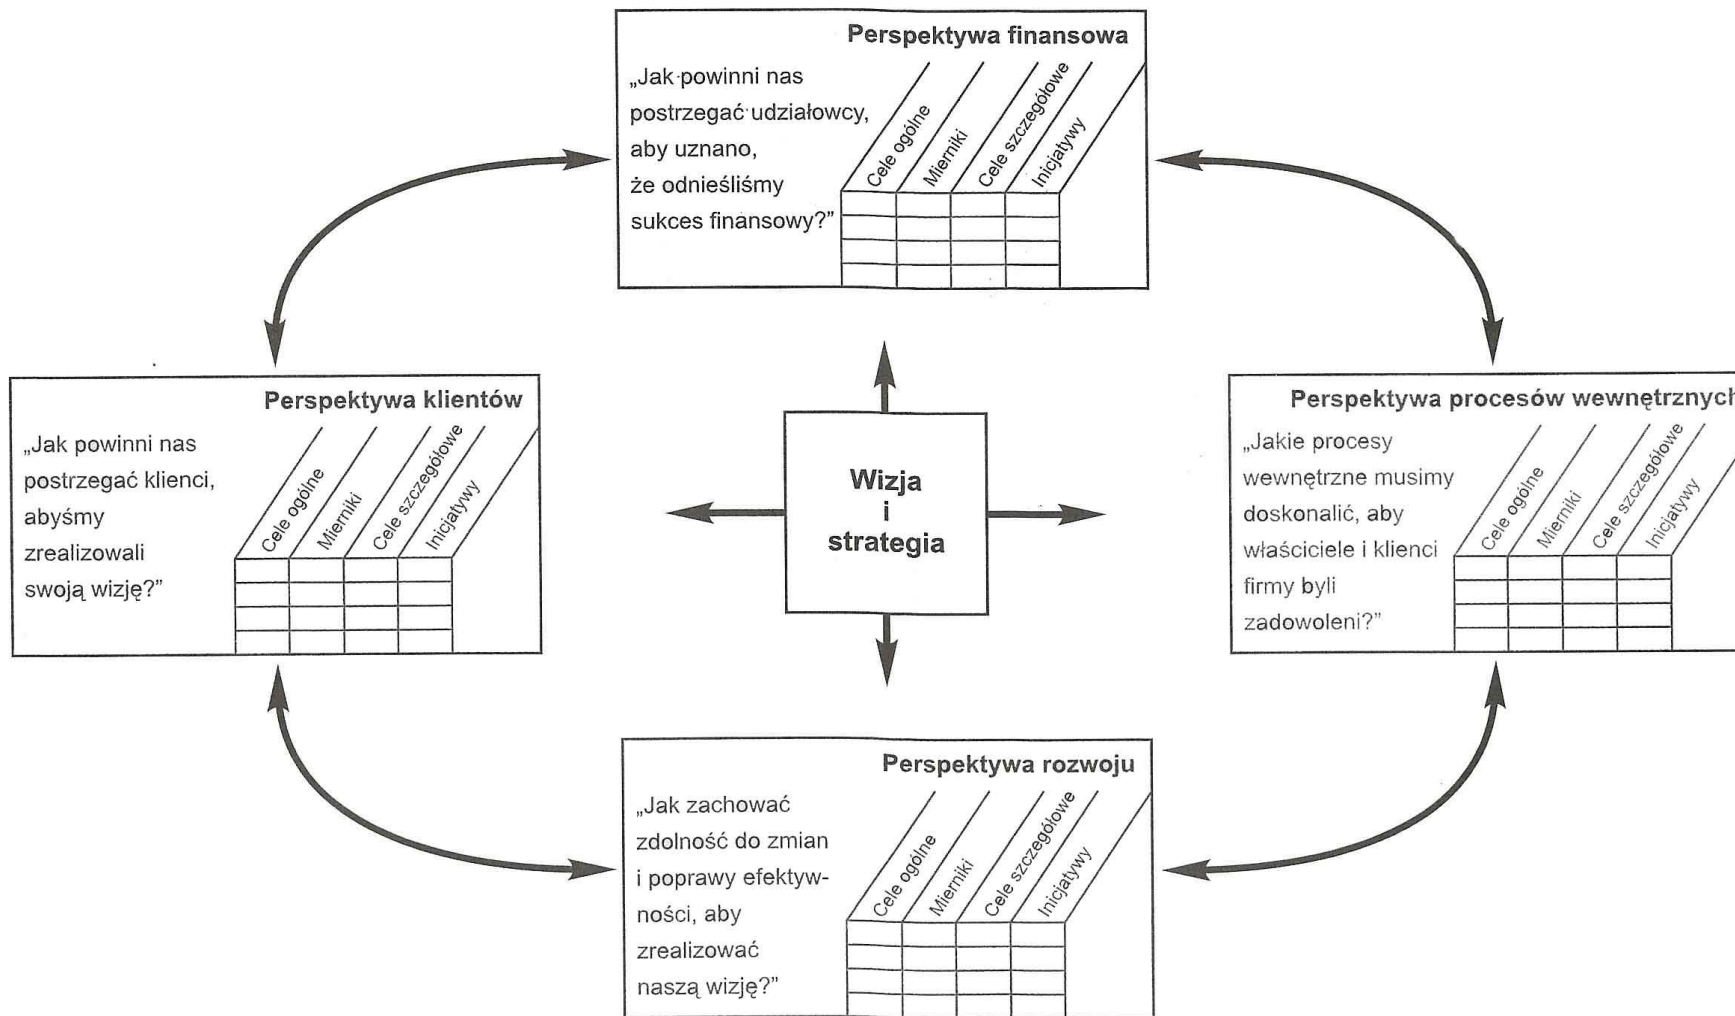 Perspektywa finansowa
„Jak powinni nas
postrzegać udziałowcy,
aby uznano,
że odnieśliśmy
sukces finansowy?”
Cele ogólne
Mierniki
Cele szczegółowe
Inicjatywy
Perspektywa klientów
„Jak powinni nas
postrzegać klienci,
abyśmy
zrealizowali
swoją wizję?”
Cele ogólne
Mierniki
Cele szczegółowe
Inicjatywy
Wizja
i
strategia
Perspektywa procesów wewnętrznych
„Jakie procesy
wewnętrzne musimy
doskonalić, aby
właściciele i klienci
firmy byli
zadowoleni?”
Cele ogólne
Mierniki
Cele szczegółowe
Inicjatywy
Perspektywa rozwoju
„Jak zachować
zdolność do zmian
i poprawy efektyw-
ności, aby
zrealizować
naszą wizję?”
Cele ogólne
Mierniki
Cele szczegółowe
Inicjatywy